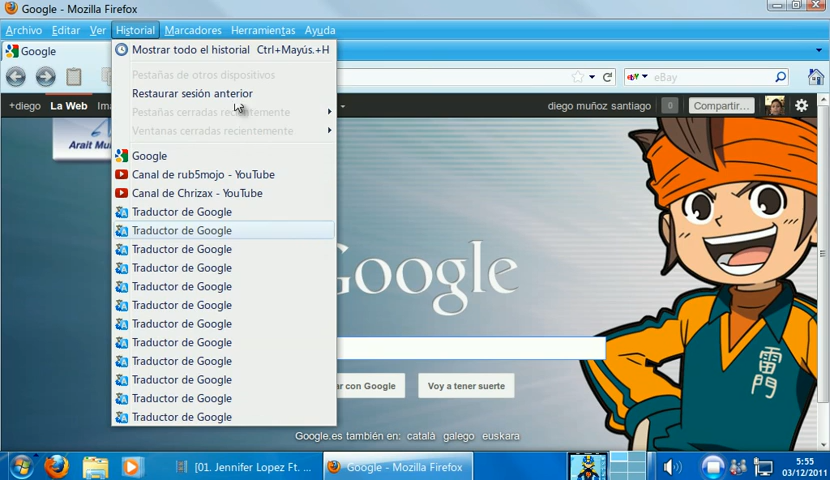 Google - Mozilla Firefox
Archivo Editar Ver Historial Marcadores Herramientas Ayuda
Google
Mostrar todo el historial Ctrl+Mayús.+H
Pestañas de otros dispositivos
Restaurar sesión anterior
Pestañas cerradas recientemente
Ventanas cerradas recientemente
Google
Canal de rub5mojo - YouTube
Canal de Chrizax - YouTube
Traductor de Google
Traductor de Google
Traductor de Google
Traductor de Google
Traductor de Google
Traductor de Google
Traductor de Google
Traductor de Google
Traductor de Google
Traductor de Google
Traductor de Google
Traductor de Google
eBay
+diego La Web
diego muñoz santiago 0 Compartir...
Arait
Google
雷門
con Google
Voy a tener suerte
Google.es también en: català galego euskara
[01. Jennifer Lopez Ft. ...
Google - Mozilla Firefox
5:55
03/12/2011